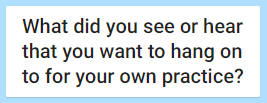 What did you see or hear
that you want to hang on
to for your own practice?